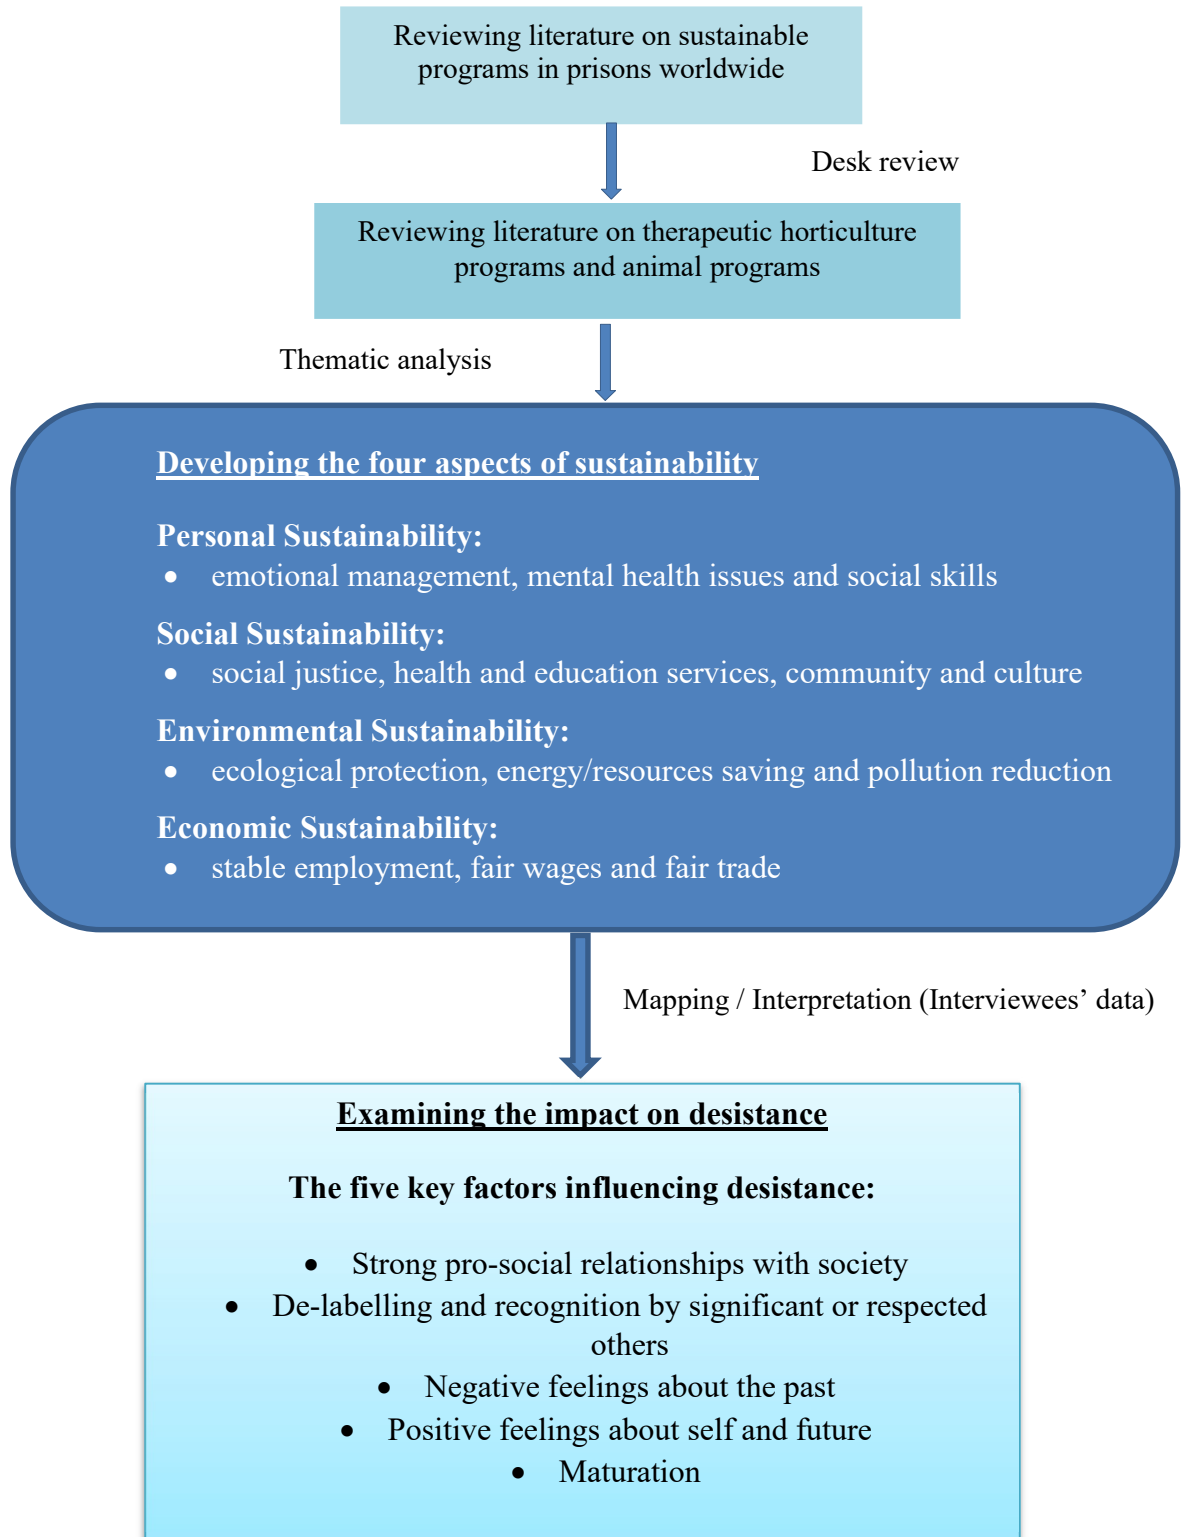 Reviewing literature on sustainable
programs in prisons worldwide
Desk review
Reviewing literature on therapeutic horticulture
programs and animal programs
Thematic analysis
Developing the four aspects of sustainability
Personal Sustainability:
• emotional management, mental health issues and social skills
Social Sustainability:
• social justice, health and education services, community and culture
Environmental Sustainability:
• ecological protection, energy/resources saving and pollution reduction
Economic Sustainability:
• stable employment, fair wages and fair trade
Mapping / Interpretation (Interviewees’ data)
Examining the impact on desistance
The five key factors influencing desistance:
• Strong pro-social relationships with society
• De-labelling and recognition by significant or respected
others
• Negative feelings about the past
• Positive feelings about self and future
• Maturation